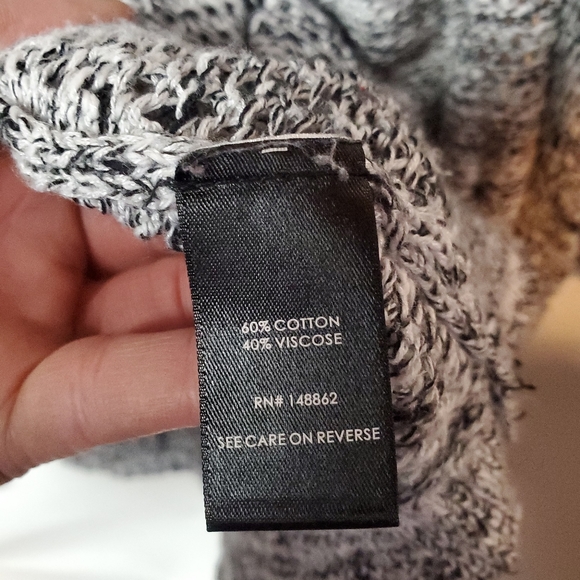 60% COTTON
40% VISCOSE
RN# 148862
SEE CARE ON REVERSE